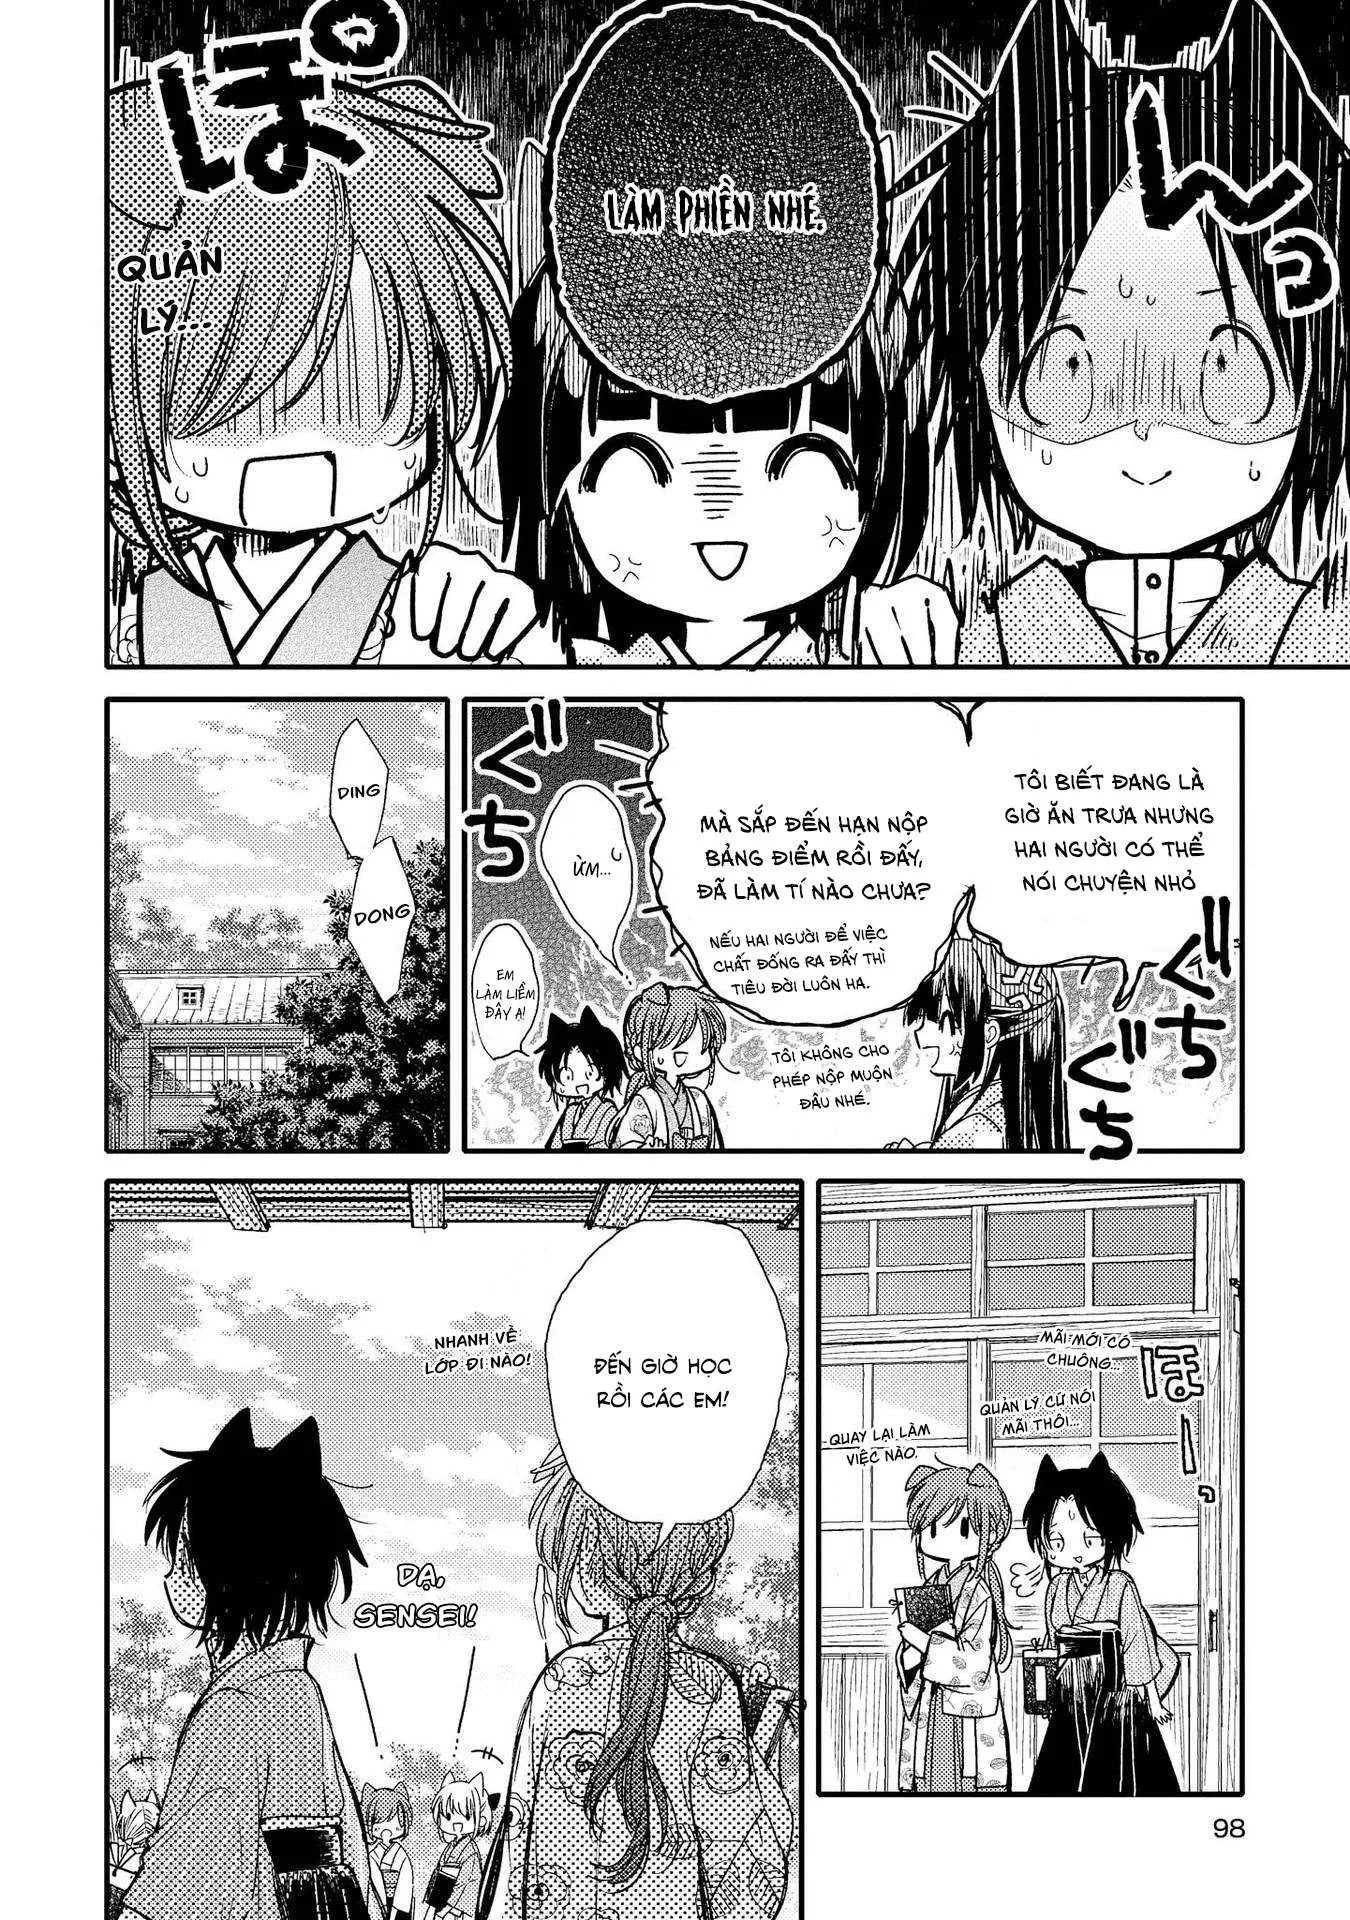 ぽ
んっ
LÀM PHIỀN NHÉ.
QUẢN
LÝ...
TÔI BIẾT ĐANG LÀ
GIỜ ĂN TRƯA NHƯNG
HAI NGƯỜI CÓ THỂ
NÓI CHUYỆN NHỎ
MÀ SẮP ĐẾN HẠN NỘP
BẢNG ĐIỂM RỒI ĐẤY,
ĐÃ LÀM TÍ NÀO CHƯA?
NẾU HAI NGƯỜI ĐỂ VIỆC
CHẤT ĐỐNG RA ĐẤY THÌ
TIÊU ĐỜI LUÔN HA.
ぐち
ぐち
TÔI KHÔNG CHO
PHÉP NỘP MUỘN
ĐÂU NHÉ.
ỪM...
EM
LÀM LIỀM
ĐÂY Ạ!
ぐち
DING
DONG
MÃI MỚI CÓ
CHUÔNG...
ほーっ
QUẢN LÝ CỨ NÓI
MÃI THÔI...
QUAY LẠI LÀM
VIỆC NÀO.
ĐẾN GIỜ HỌC
RỒI CÁC EM!
NHANH VỀ
LỚP ĐI NÀO!
DẠ,
SENSEI!
98